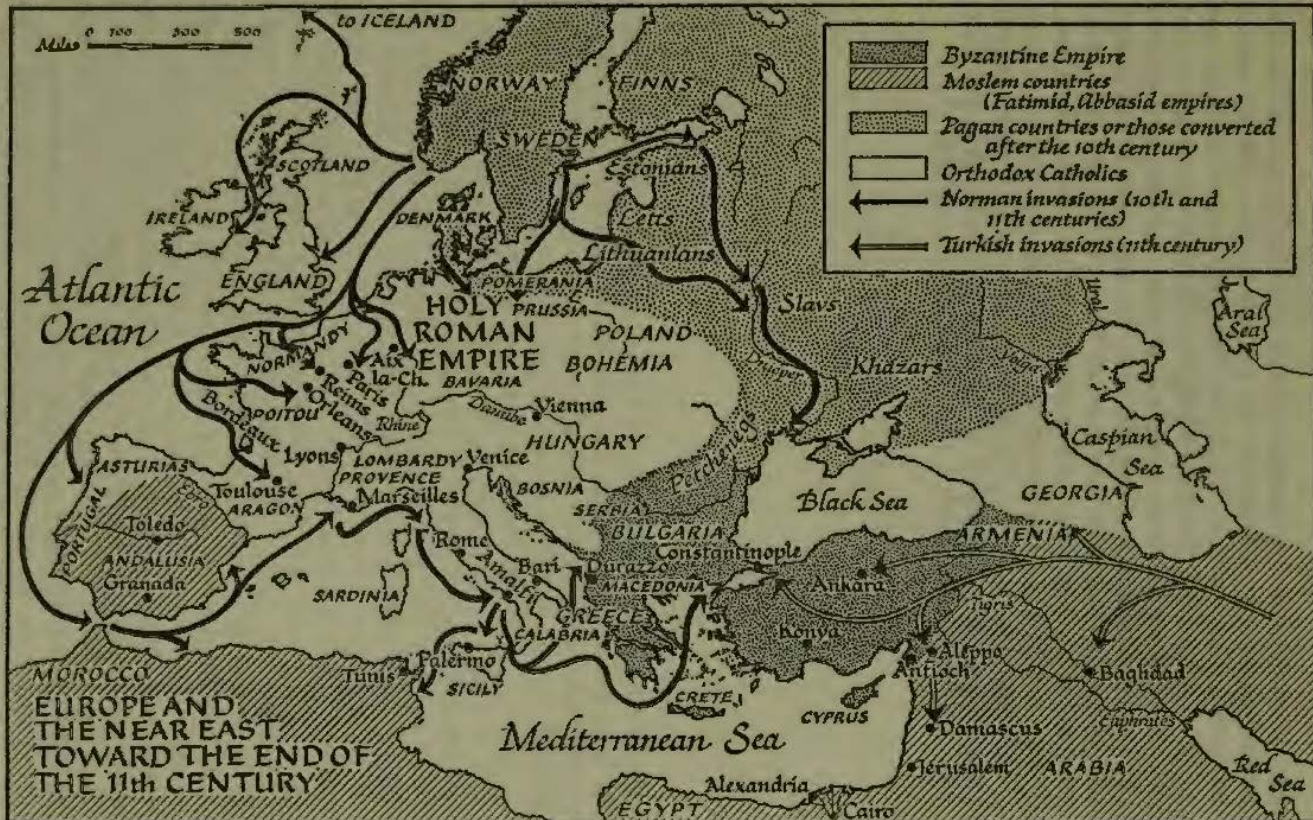 to ICELAND
Miles 0 100 300 500
NORWAY
FINNS
SWEDEN
SCOTLAND
Estonians
IRELAND
DENMARK
Letts
Lithuanians
ENGLAND
POMERANIA
PRUSSIA
Slavs
Atlantic
Ocean
HOLY
ROMAN
EMPIRE
POLAND
BOHEMIA
NORMANDY
Aix
la-Ch.
Paris
Reims
Orleans
BAVARIA
Dnieper
Khazars
Volga
Ural
Aral
Sea
POITOU
Bordeaux
Rhine
Danube
Vienna
HUNGARY
Petchenegs
Caspian
Sea
Lyons
LOMBARDY
Venice
PROVENCE
ASTURIAS
Toulouse
ARAGON
Marseilles
BOSNIA
SERBIA
Black Sea
GEORGIA
PORTUGAL
Toledo
ANDALUSIA
Granada
Rome
Amalfi
Bari
Durazzo
BULGARIA
Constantinople
MACEDONIA
Ankara
ARMENIA
SARDINIA
GREECE
CALABRIA
Konya
Tigris
Aleppo
Antioch
Baghdad
MOROCCO
Tunis
Palermo
SICILY
CRETE
CYPRUS
Euphrates
EUROPE AND
THE NEAR EAST,
TOWARD THE END OF
THE 11th CENTURY
Mediterranean Sea
Damascus
Jerusalem
ARABIA
Red
Sea
Alexandria
EGYPT
Cairo
Byzantine Empire
Moslem countries
(Fatimid, Abbasid empires)
Pagan countries or those converted
after the 10th century
Orthodox Catholics
Norman invasions (10th and
11th centuries)
Turkish invasions (11th century)